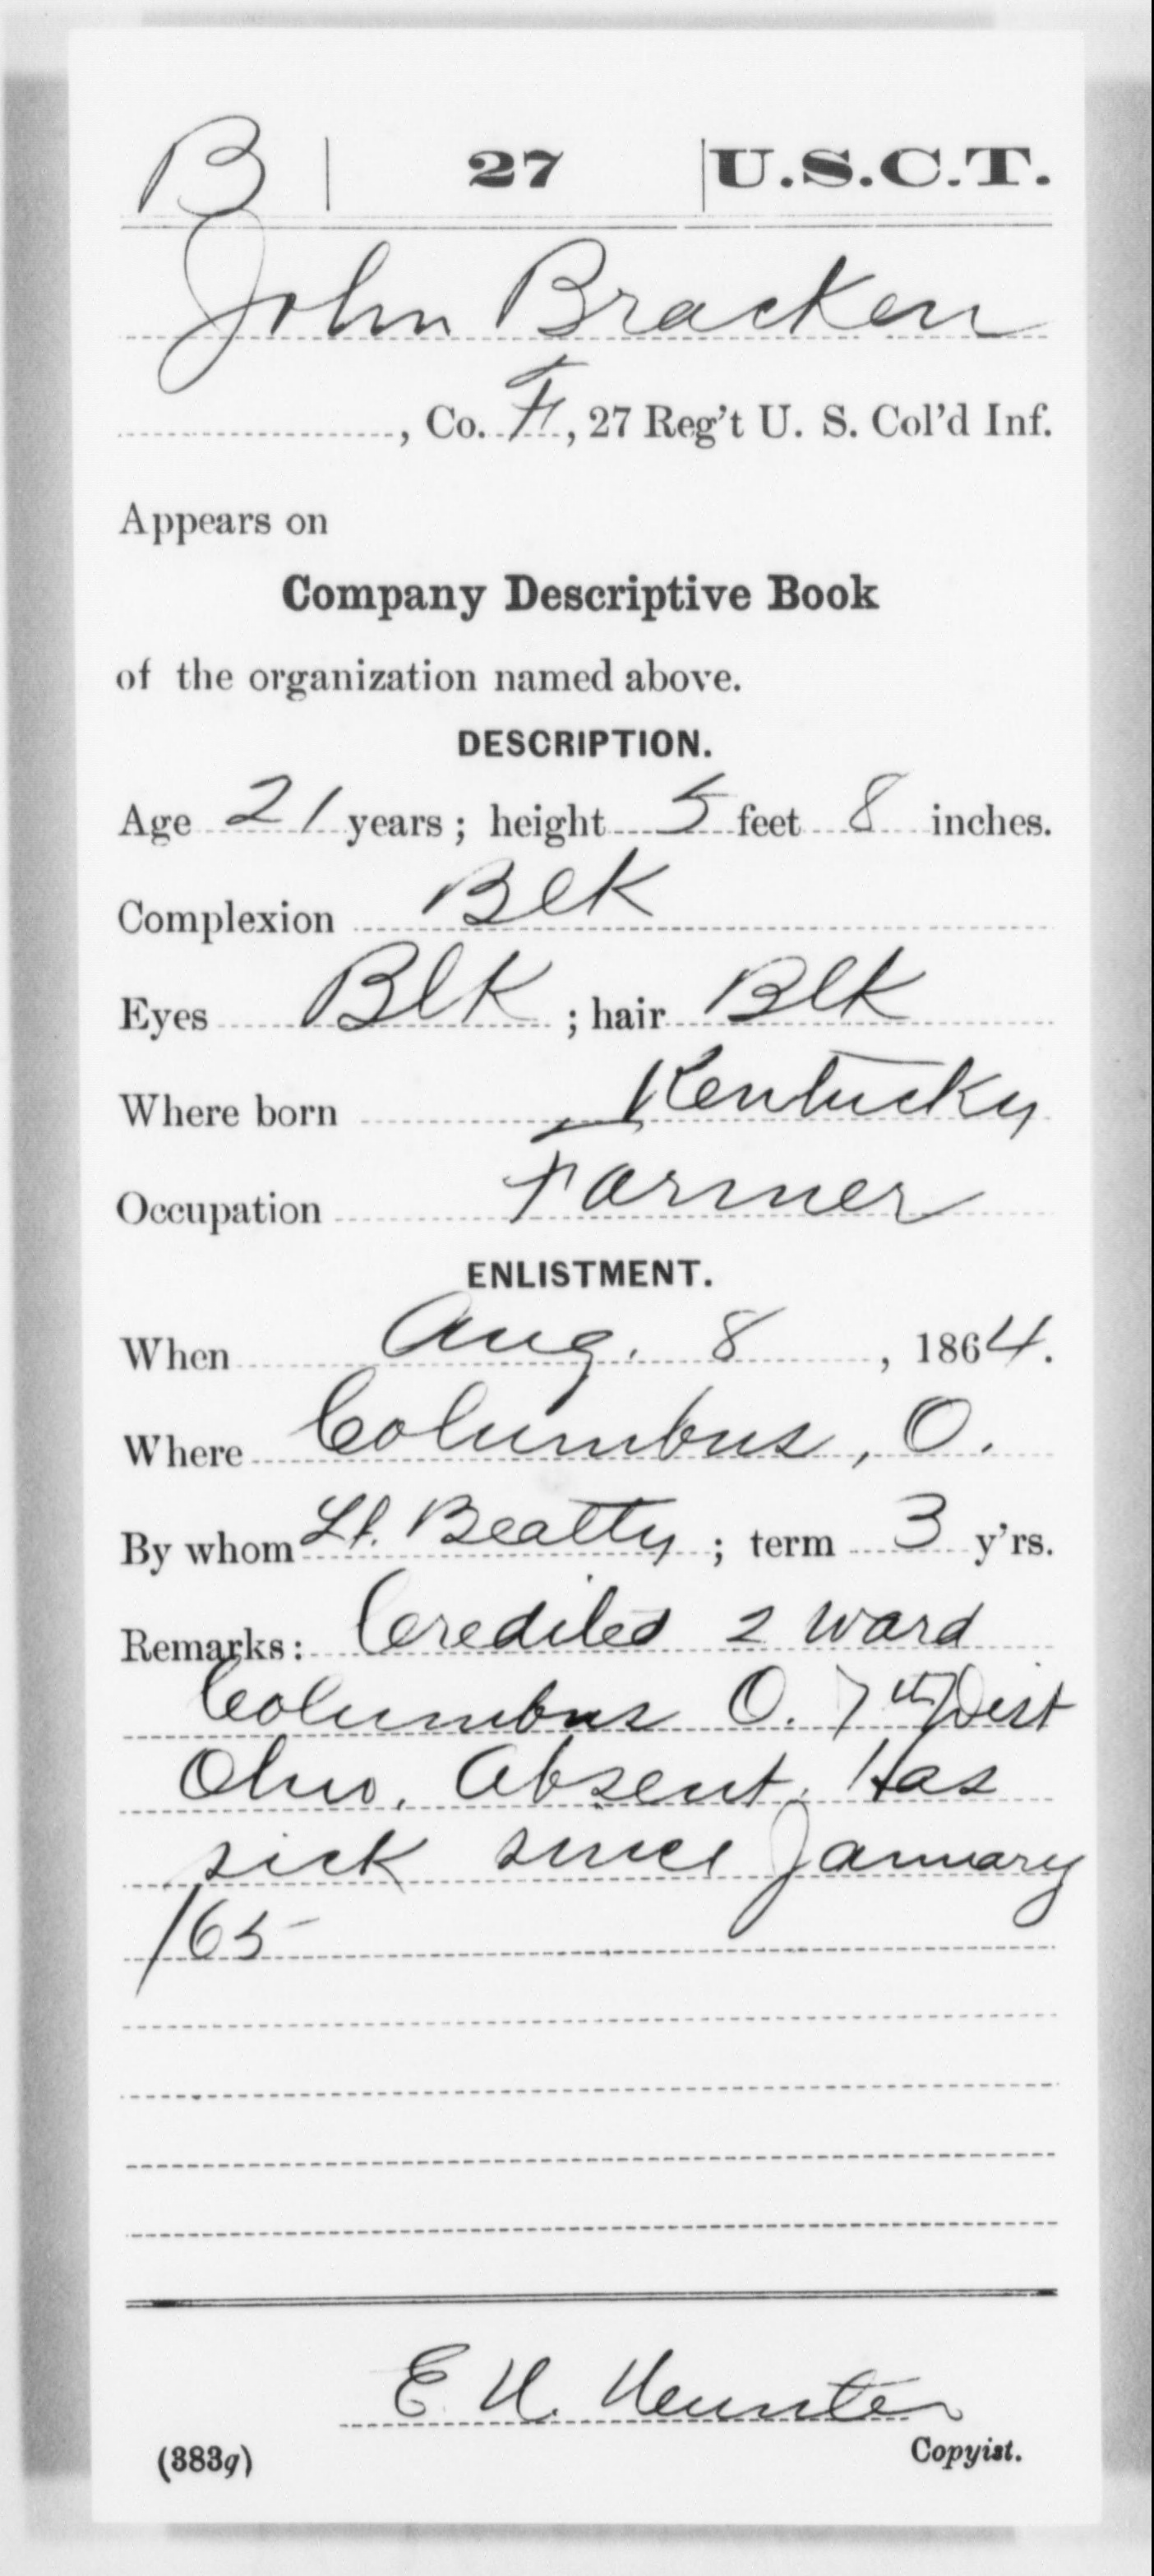 B | 27 | U.S.C.T.
John Bracken
, Co. F, 27 Reg't U. S. Col'd Inf.
Appears on
Company Descriptive Book
of the organization named above.
DESCRIPTION.
Age 21 years; height 5 feet 8 inches.
Complexion Blk
Eyes Blk ; hair Blk
Where born Kentucky
Occupation Farmer
ENLISTMENT.
When Aug. 8, 1864.
Where Columbus, O.
By whom Lt. Beatty; term 3 y'rs.
Remarks: Credited 2 Ward
Columbus O. 7th Dist
Ohio. Absent. Has
sick since January
/65
E. H.
(383g) Copyist.